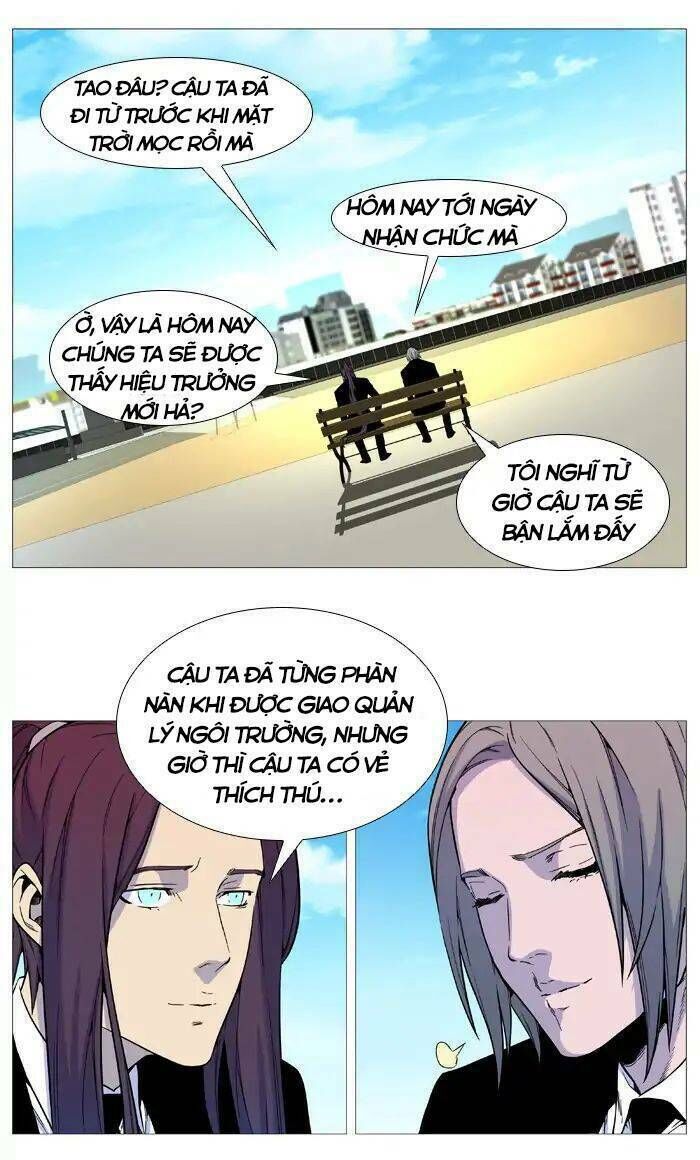 TAO ĐÂU? CẬU TA ĐÃ
ĐI TỪ TRƯỚC KHI MẶT
TRỜI MỌC RỒI MÀ
HÔM NAY TỚI NGÀY
NHẬN CHỨC MÀ
Ờ, VẬY LÀ HÔM NAY
CHÚNG TA SẼ ĐƯỢC
THẤY HIỆU TRƯỞNG
MỚI HẢ?
TÔI NGHĨ TỪ
GIỜ CẬU TA SẼ
BẬN LẮM ĐẤY
CẬU TA ĐÃ TỪNG PHÀN
NÀN KHI ĐƯỢC GIAO QUẢN
LÝ NGÔI TRƯỜNG, NHƯNG
GIỜ THÌ CẬU TA CÓ VẺ
THÍCH THÚ...